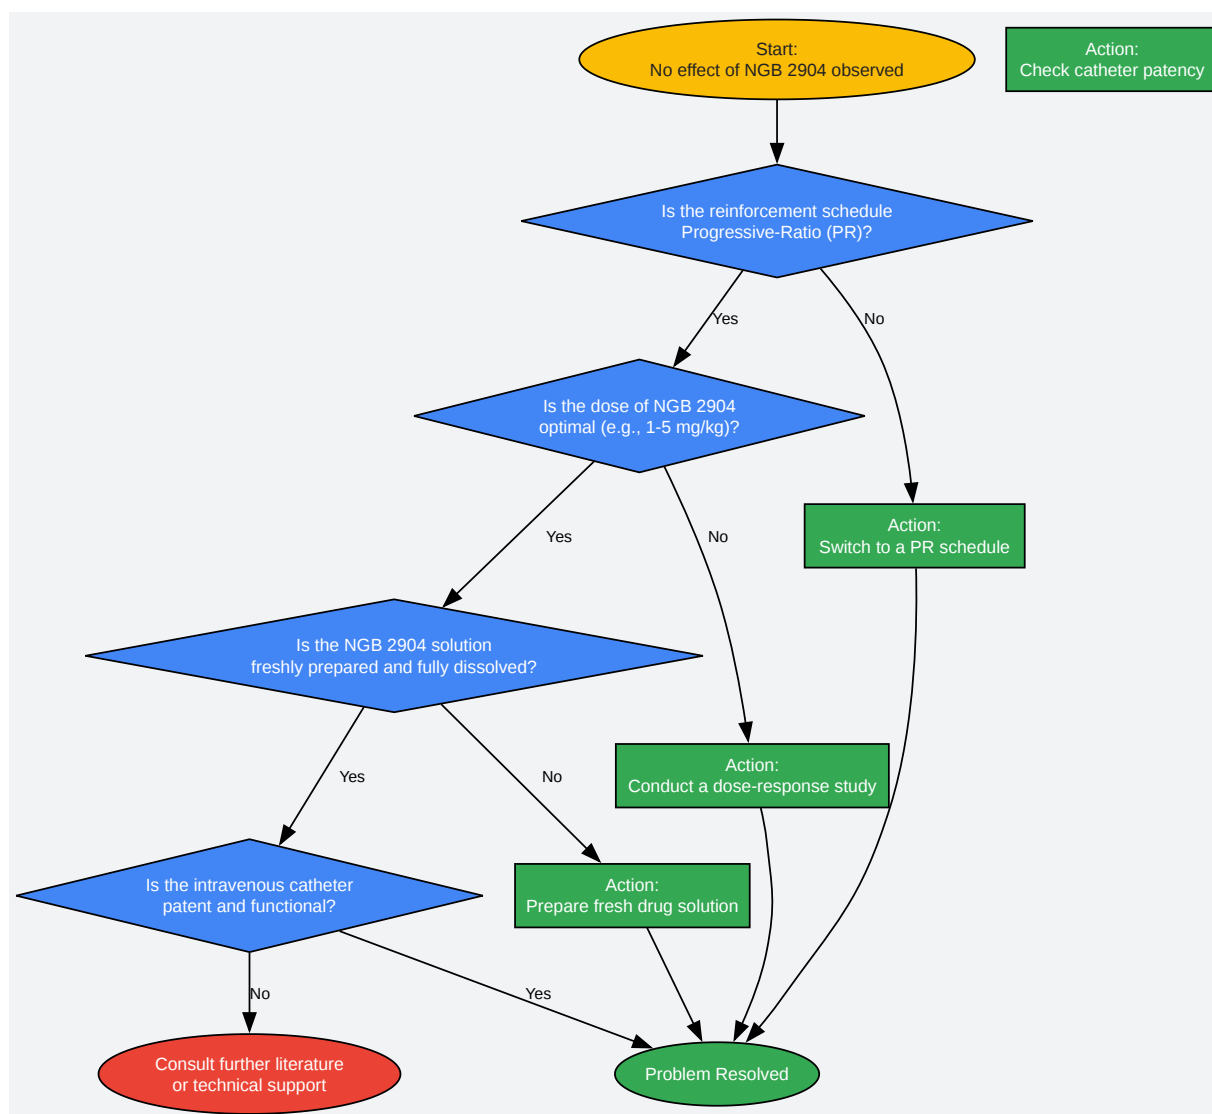 Start:
No effect of NGB 2904 observed
Action:
Check catheter patency
Is the reinforcement schedule
Progressive-Ratio (PR)?
Yes
No
Is the dose of NGB 2904
optimal (e.g., 1-5 mg/kg)?
Yes
No
Action:
Switch to a PR schedule
Is the NGB 2904 solution
freshly prepared and fully dissolved?
Yes
No
Action:
Conduct a dose-response study
Is the intravenous catheter
patent and functional?
Action:
Prepare fresh drug solution
No
Yes
Consult further literature
or technical support
Problem Resolved